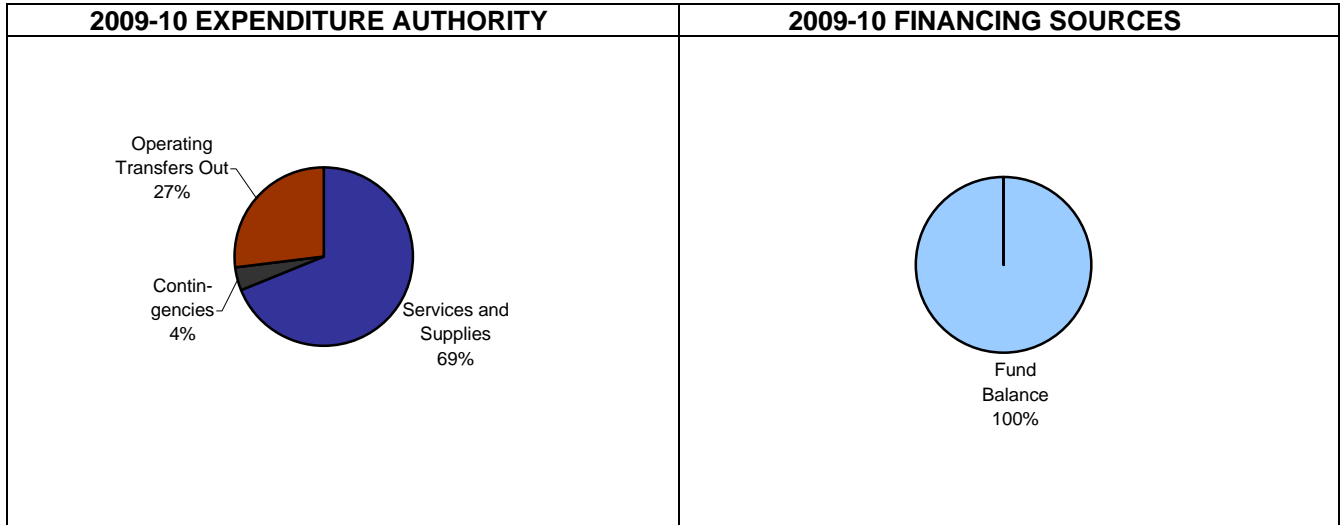 2009-10 EXPENDITURE AUTHORITY
Operating
Transfers Out
27%
Contin-
gencies
4%
Services and
Supplies
69%
2009-10 FINANCING SOURCES
Fund
Balance
100%